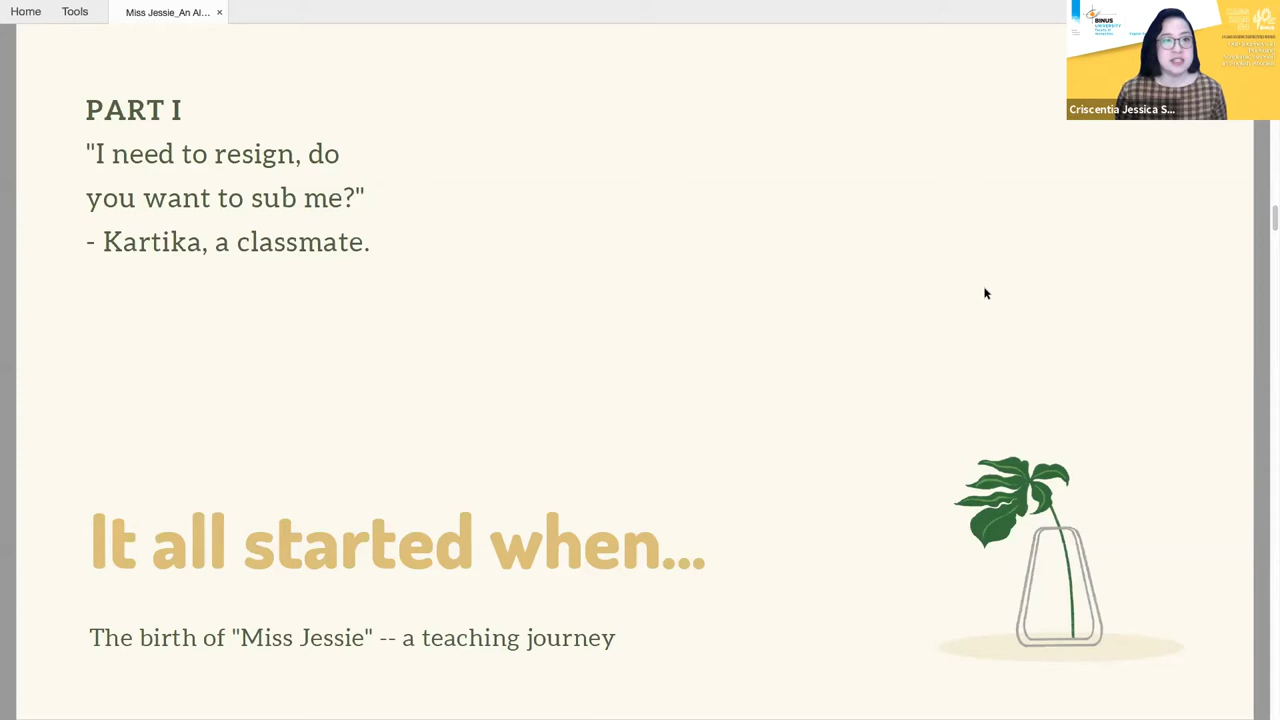 Home Tools Miss Jessie_An Al... ×
PART I
"I need to resign, do
you want to sub me?"
- Kartika, a classmate.
It all started when...
The birth of "Miss Jessie" -- a teaching journey
BINUS
UNIVERSITY
Criscentia Jessica S...